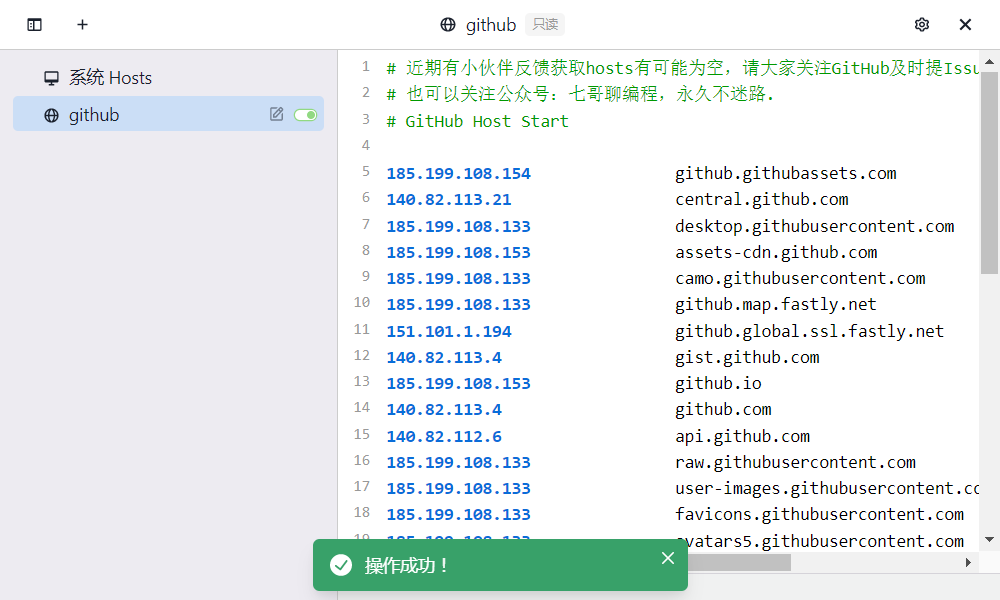 github 只读
系统 Hosts
github
1 # 近期有小伙伴反馈获取hosts有可能为空，请大家关注GitHub及时提Issu
2 # 也可以关注公众号：七哥聊编程，永久不迷路.
3 # GitHub Host Start
4
5 185.199.108.154 github.githubassets.com
6 140.82.113.21 central.github.com
7 185.199.108.133 desktop.githubusercontent.com
8 185.199.108.153 assets-cdn.github.com
9 185.199.108.133 camo.githubusercontent.com
10 185.199.108.133 github.map.fastly.net
11 151.101.1.194 github.global.ssl.fastly.net
12 140.82.113.4 gist.github.com
13 185.199.108.153 github.io
14 140.82.113.4 github.com
15 140.82.112.6 api.github.com
16 185.199.108.133 raw.githubusercontent.com
17 185.199.108.133 user-images.githubusercontent.co
18 185.199.108.133 favicons.githubusercontent.com
19 185.199.108.133 avatars5.githubusercontent.com
操作成功！